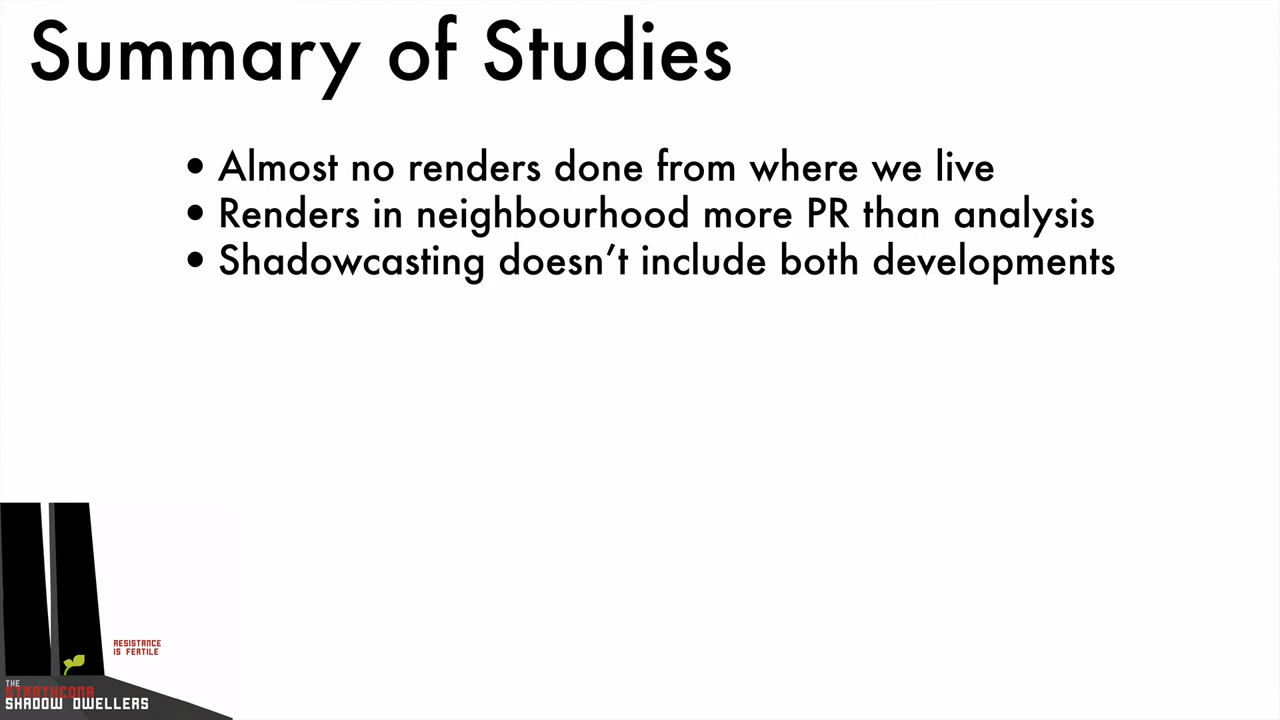 Summary of Studies
• Almost no renders done from where we live
• Renders in neighbourhood more PR than analysis
• Shadowcasting doesn’t include both developments
RESISTANCE
IS FERTILE
THE
STRATHCONA
SHADOW DWELLERS